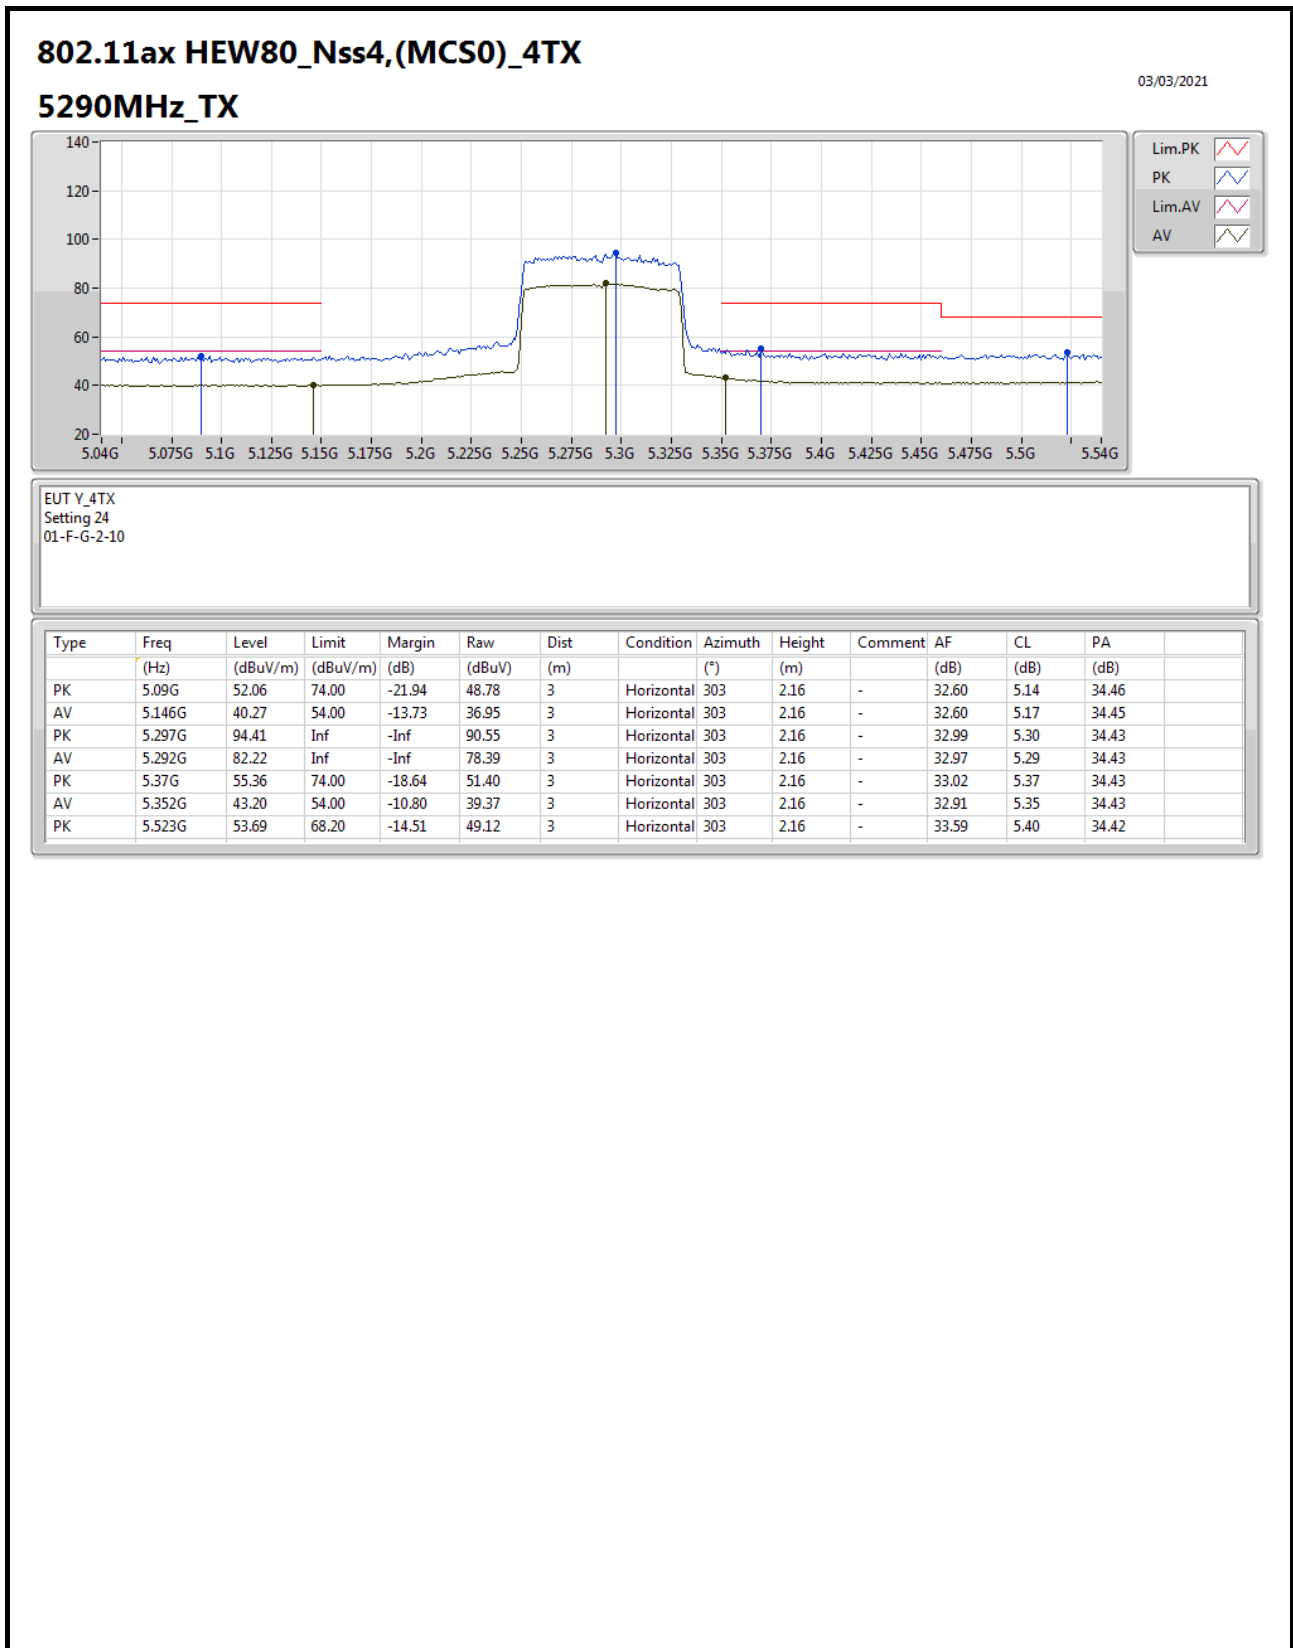 802.11ax HEW80_Nss4,(MCS0)_4TX
03/03/2021
5290MHz_TX
140
120
100
80
60
40
20
5.04G 5.075G 5.1G 5.125G 5.15G 5.175G 5.2G 5.225G 5.25G 5.275G 5.3G 5.325G 5.35G 5.375G 5.4G 5.425G 5.45G 5.475G 5.5G 5.54G
Lim.PK
PK
Lim.AV
AV
EUT Y_4TX
Setting 24
01-F-G-2-10
Type Freq Level Limit Margin Raw Dist Condition Azimuth Height Comment AF CL PA
(Hz) (dBuV/m) (dBuV/m) (dB) (dBuV) (m) (°) (m) (dB) (dB) (dB)
PK 5.09G 52.06 74.00 -21.94 48.78 3 Horizontal 303 2.16 - 32.60 5.14 34.46
AV 5.146G 40.27 54.00 -13.73 36.95 3 Horizontal 303 2.16 - 32.60 5.17 34.45
PK 5.297G 94.41 Inf -Inf 90.55 3 Horizontal 303 2.16 - 32.99 5.30 34.43
AV 5.292G 82.22 Inf -Inf 78.39 3 Horizontal 303 2.16 - 32.97 5.29 34.43
PK 5.37G 55.36 74.00 -18.64 51.40 3 Horizontal 303 2.16 - 33.02 5.37 34.43
AV 5.352G 43.20 54.00 -10.80 39.37 3 Horizontal 303 2.16 - 32.91 5.35 34.43
PK 5.523G 53.69 68.20 -14.51 49.12 3 Horizontal 303 2.16 - 33.59 5.40 34.42